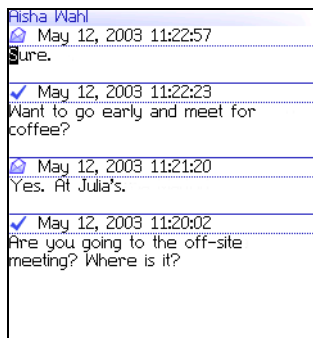 Aisha Wahl
May 12, 2003 11:22:57
Sure.
May 12, 2003 11:22:23
Want to go early and meet for
coffee?
May 12, 2003 11:21:20
Yes. At Julia's.
May 12, 2003 11:20:02
Are you going to the off-site
meeting? Where is it?